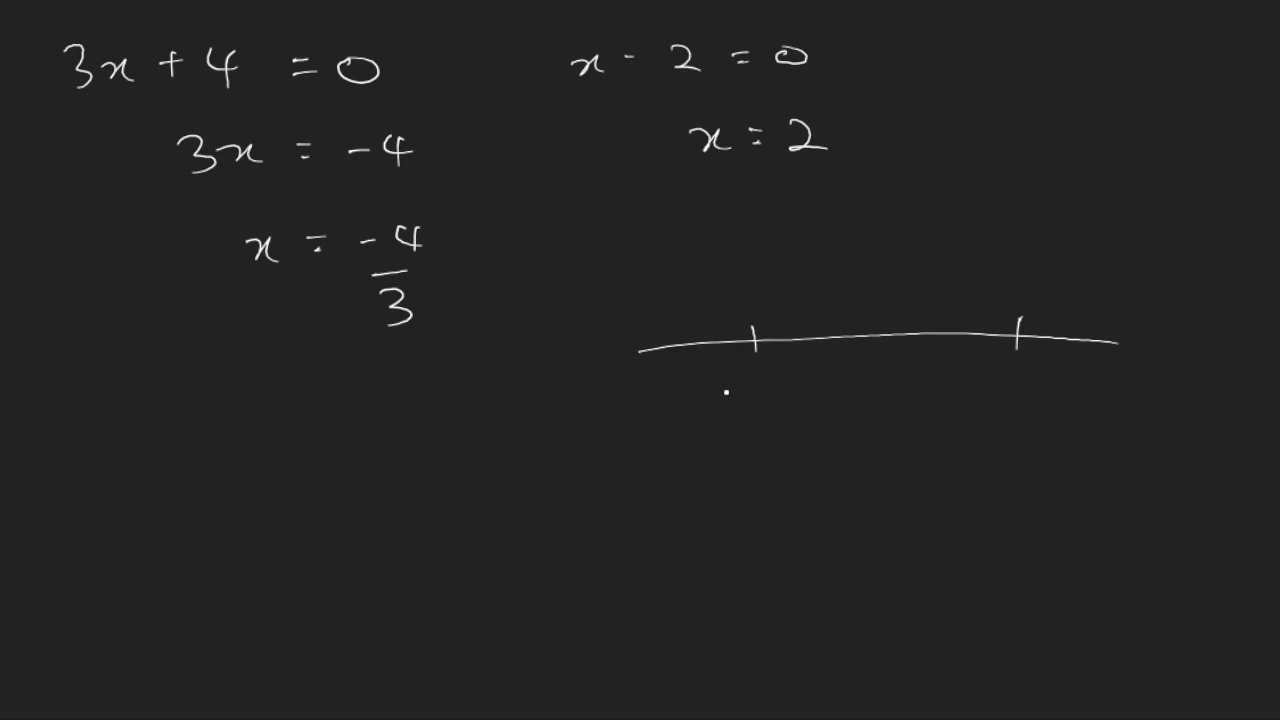 3x + 4 = 0
3x = -4
x = -4/3
x - 2 = 0
x = 2